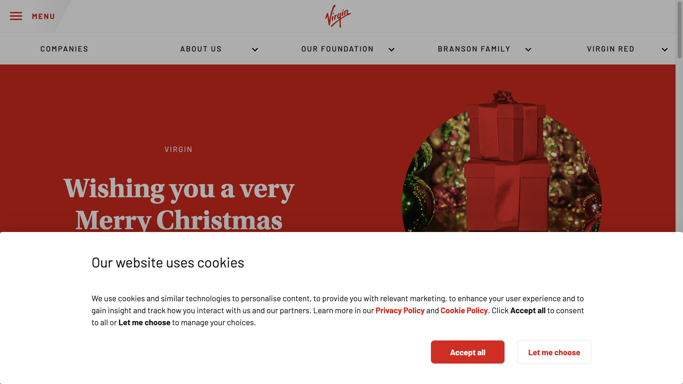 MENU
Virgin
COMPANIES
ABOUT US
OUR FOUNDATION
BRANSON FAMILY
VIRGIN RED
VIRGIN
Wishing you a very
Merry Christmas
Our website uses cookies
We use cookies and similar technologies to personalise content, to provide you with relevant marketing, to enhance your user experience and to
gain insight and track how you interact with us and our partners. Learn more in our Privacy Policy and Cookie Policy. Click Accept all to consent
to all or Let me choose to manage your choices.
Accept all
Let me choose